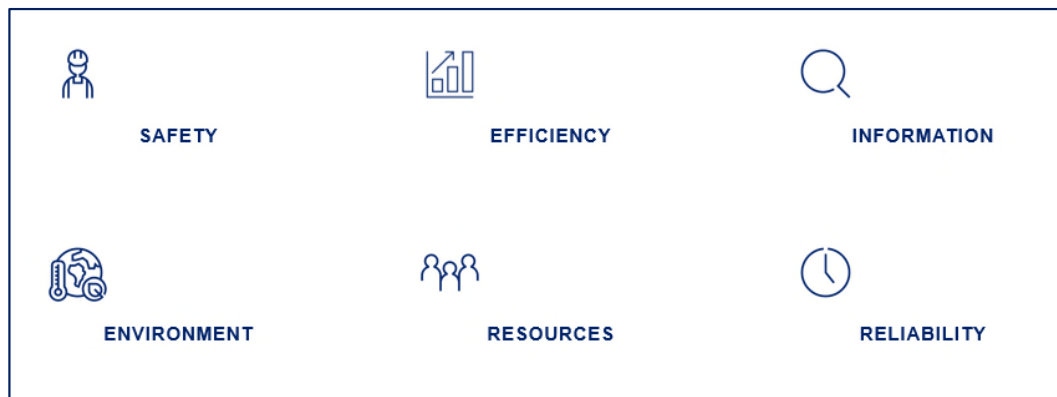 SAFETY
EFFICIENCY
INFORMATION
ENVIRONMENT
RESOURCES
RELIABILITY